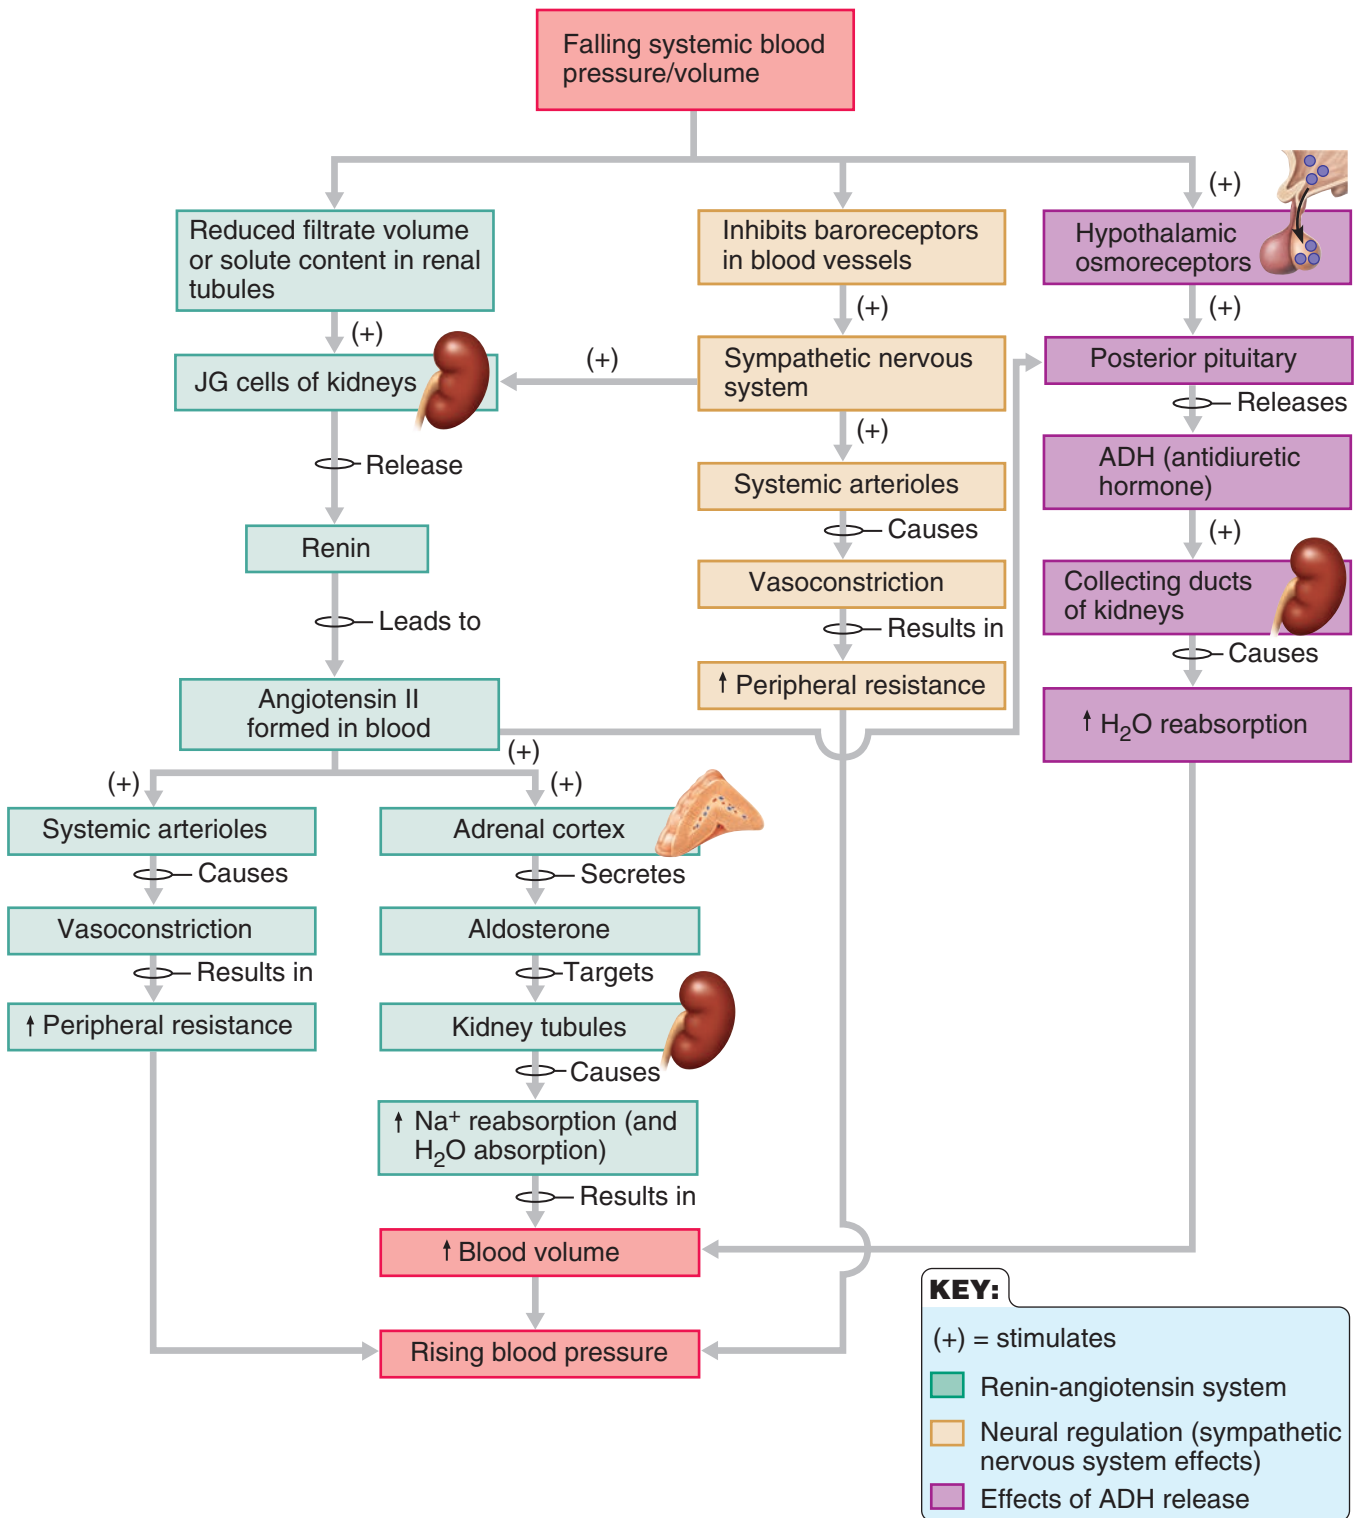 Falling systemic blood
pressure/volume
(+)
Reduced filtrate volume
or solute content in renal
tubules
Inhibits baroreceptors
in blood vessels
Hypothalamic
osmoreceptors
(+)
(+)
(+)
JG cells of kidneys
(+)
Sympathetic nervous
system
Posterior pituitary
Releases
(+)
Release
Systemic arterioles
ADH (antidiuretic
hormone)
Causes
(+)
Renin
Vasoconstriction
Collecting ducts
of kidneys
Leads to
Results in
Causes
Angiotensin II
formed in blood
↑ Peripheral resistance
↑ H₂O reabsorption
(+)
(+)
(+)
Systemic arterioles
Adrenal cortex
Causes
Secretes
Vasoconstriction
Aldosterone
Results in
Targets
↑ Peripheral resistance
Kidney tubules
Causes
↑ Na⁺ reabsorption (and
H₂O absorption)
Results in
↑ Blood volume
Rising blood pressure
KEY:
(+) = stimulates
Renin-angiotensin system
Neural regulation (sympathetic
nervous system effects)
Effects of ADH release